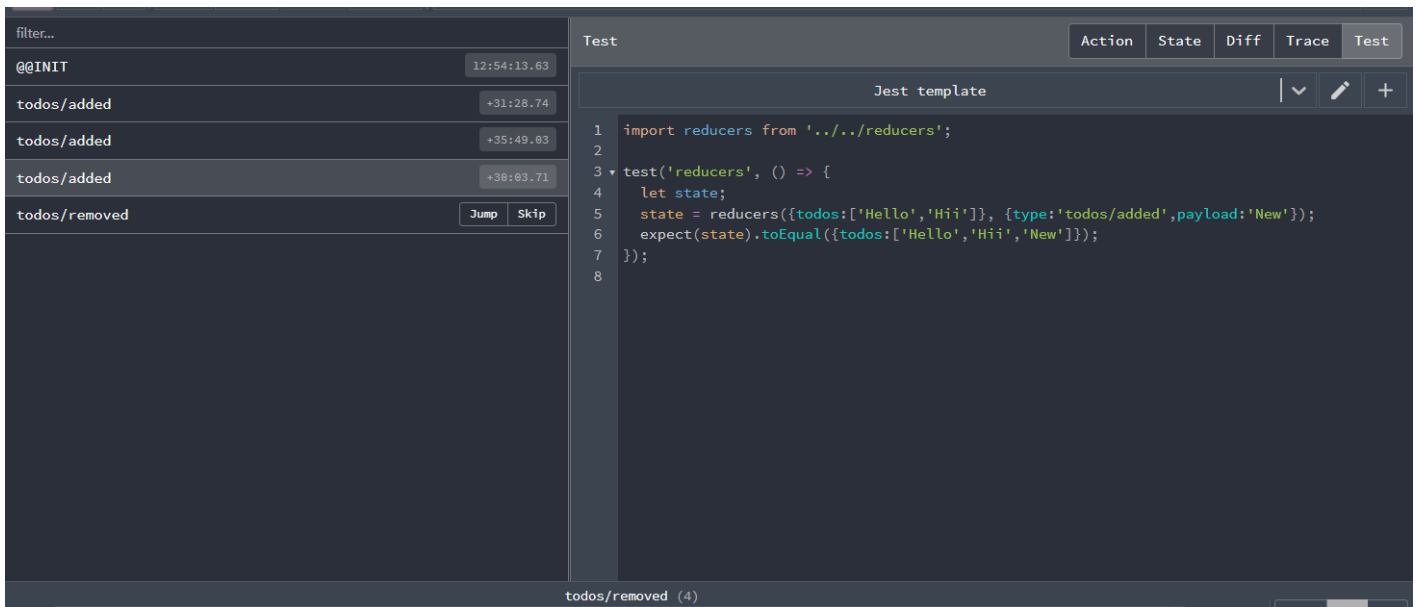 filter...
@@INIT 12:54:13.63
todos/added +31:28.74
todos/added +35:49.03
todos/added +30:03.71
todos/removed Jump Skip
Test Action State Diff Trace Test
Jest template
1 import reducers from '../../reducers';
2
3 test('reducers', () => {
4 let state;
5 state = reducers({todos:['Hello','Hii']}, {type:'todos/added',payload:'New'});
6 expect(state).toEqual({todos:['Hello','Hii','New']});
7 });
8
todos/removed (4)